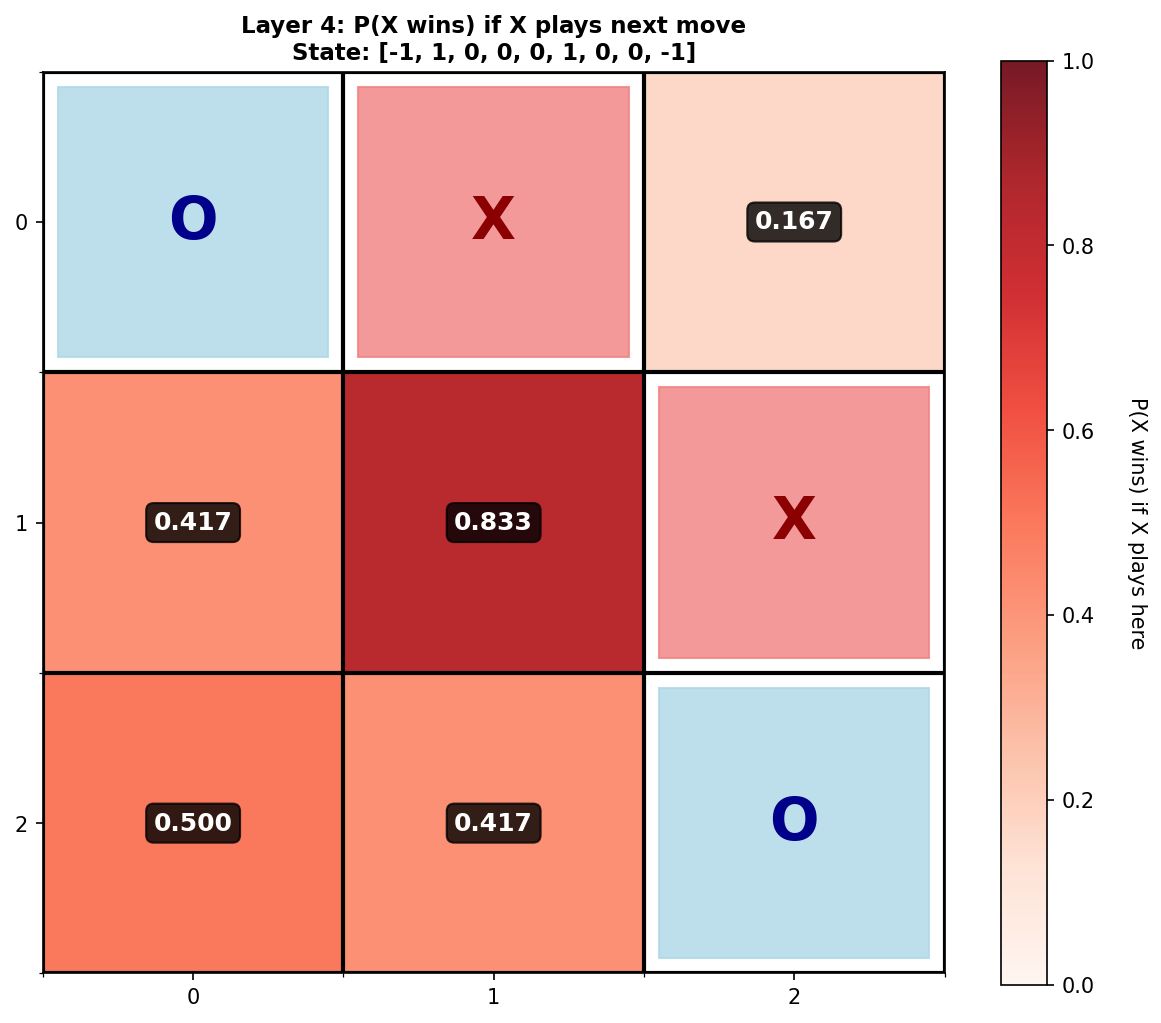 Layer 4: P(X wins) if X plays next move
State: [-1, 1, 0, 0, 0, 1, 0, 0, -1]
0
O
X
0.167
1
0.417
0.833
X
2
0.500
0.417
O
0
1
2
1.0
0.8
0.6
0.4
0.2
0.0
P(X wins) if X plays here